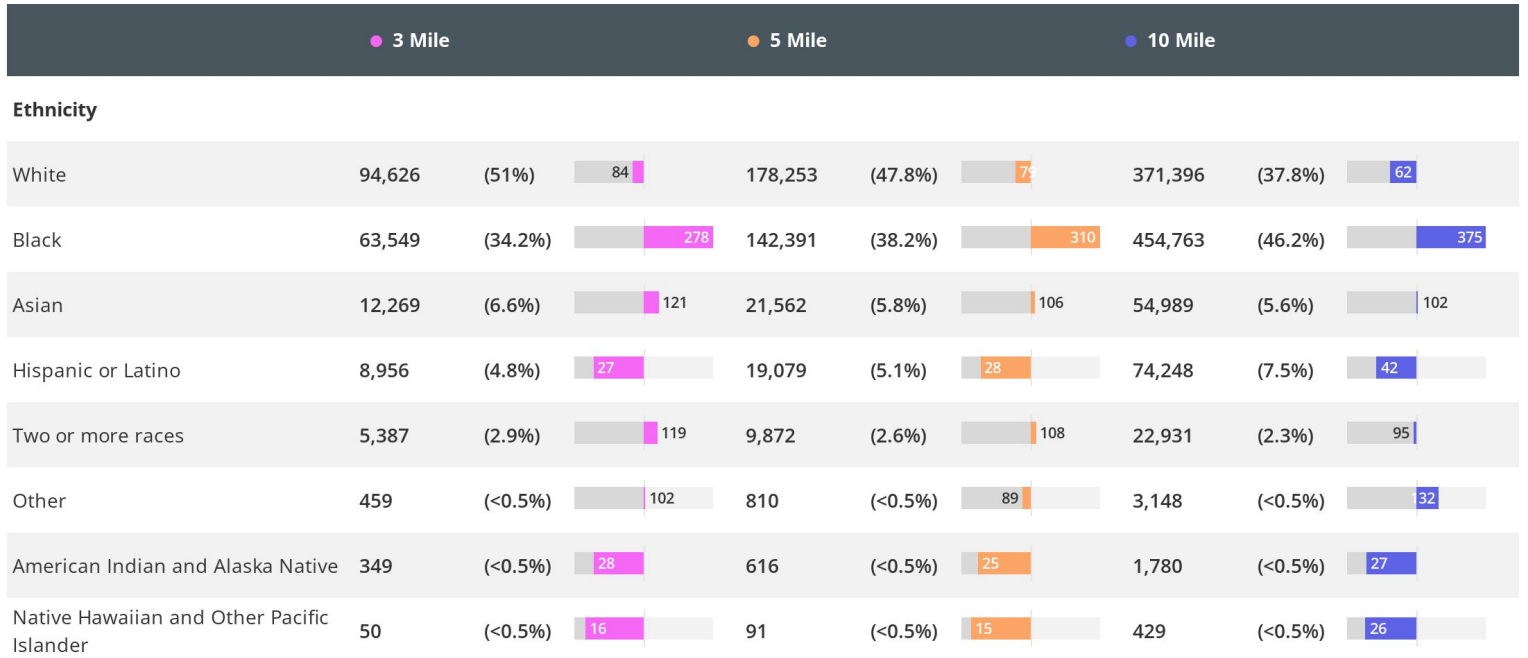 3 Mile 5 Mile 10 Mile
Ethnicity
White 94,626 (51%) 84 178,253 (47.8%) 79 371,396 (37.8%) 62
Black 63,549 (34.2%) 278 142,391 (38.2%) 310 454,763 (46.2%) 375
Asian 12,269 (6.6%) 121 21,562 (5.8%) 106 54,989 (5.6%) 102
Hispanic or Latino 8,956 (4.8%) 27 19,079 (5.1%) 28 74,248 (7.5%) 42
Two or more races 5,387 (2.9%) 119 9,872 (2.6%) 108 22,931 (2.3%) 95
Other 459 (<0.5%) 102 810 (<0.5%) 89 3,148 (<0.5%) 132
American Indian and Alaska Native 349 (<0.5%) 28 616 (<0.5%) 25 1,780 (<0.5%) 27
Native Hawaiian and Other Pacific
Islander 50 (<0.5%) 16 91 (<0.5%) 15 429 (<0.5%) 26